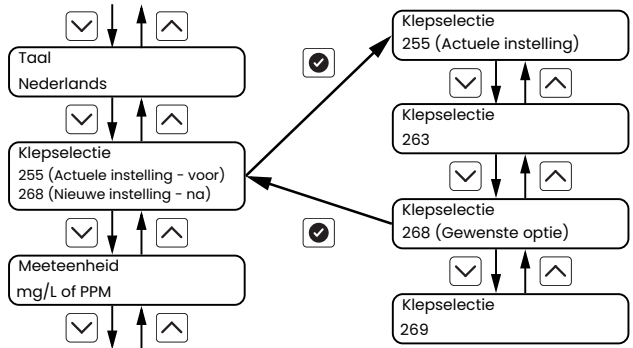 Taal
Nederlands
Klepselectie
255 (Actuele instelling - voor)
268 (Nieuwe instelling - na)
Meeteenheid
mg/L of PPM
Klepselectie
255 (Actuele instelling)
Klepselectie
263
Klepselectie
268 (Gewenste optie)
Klepselectie
269